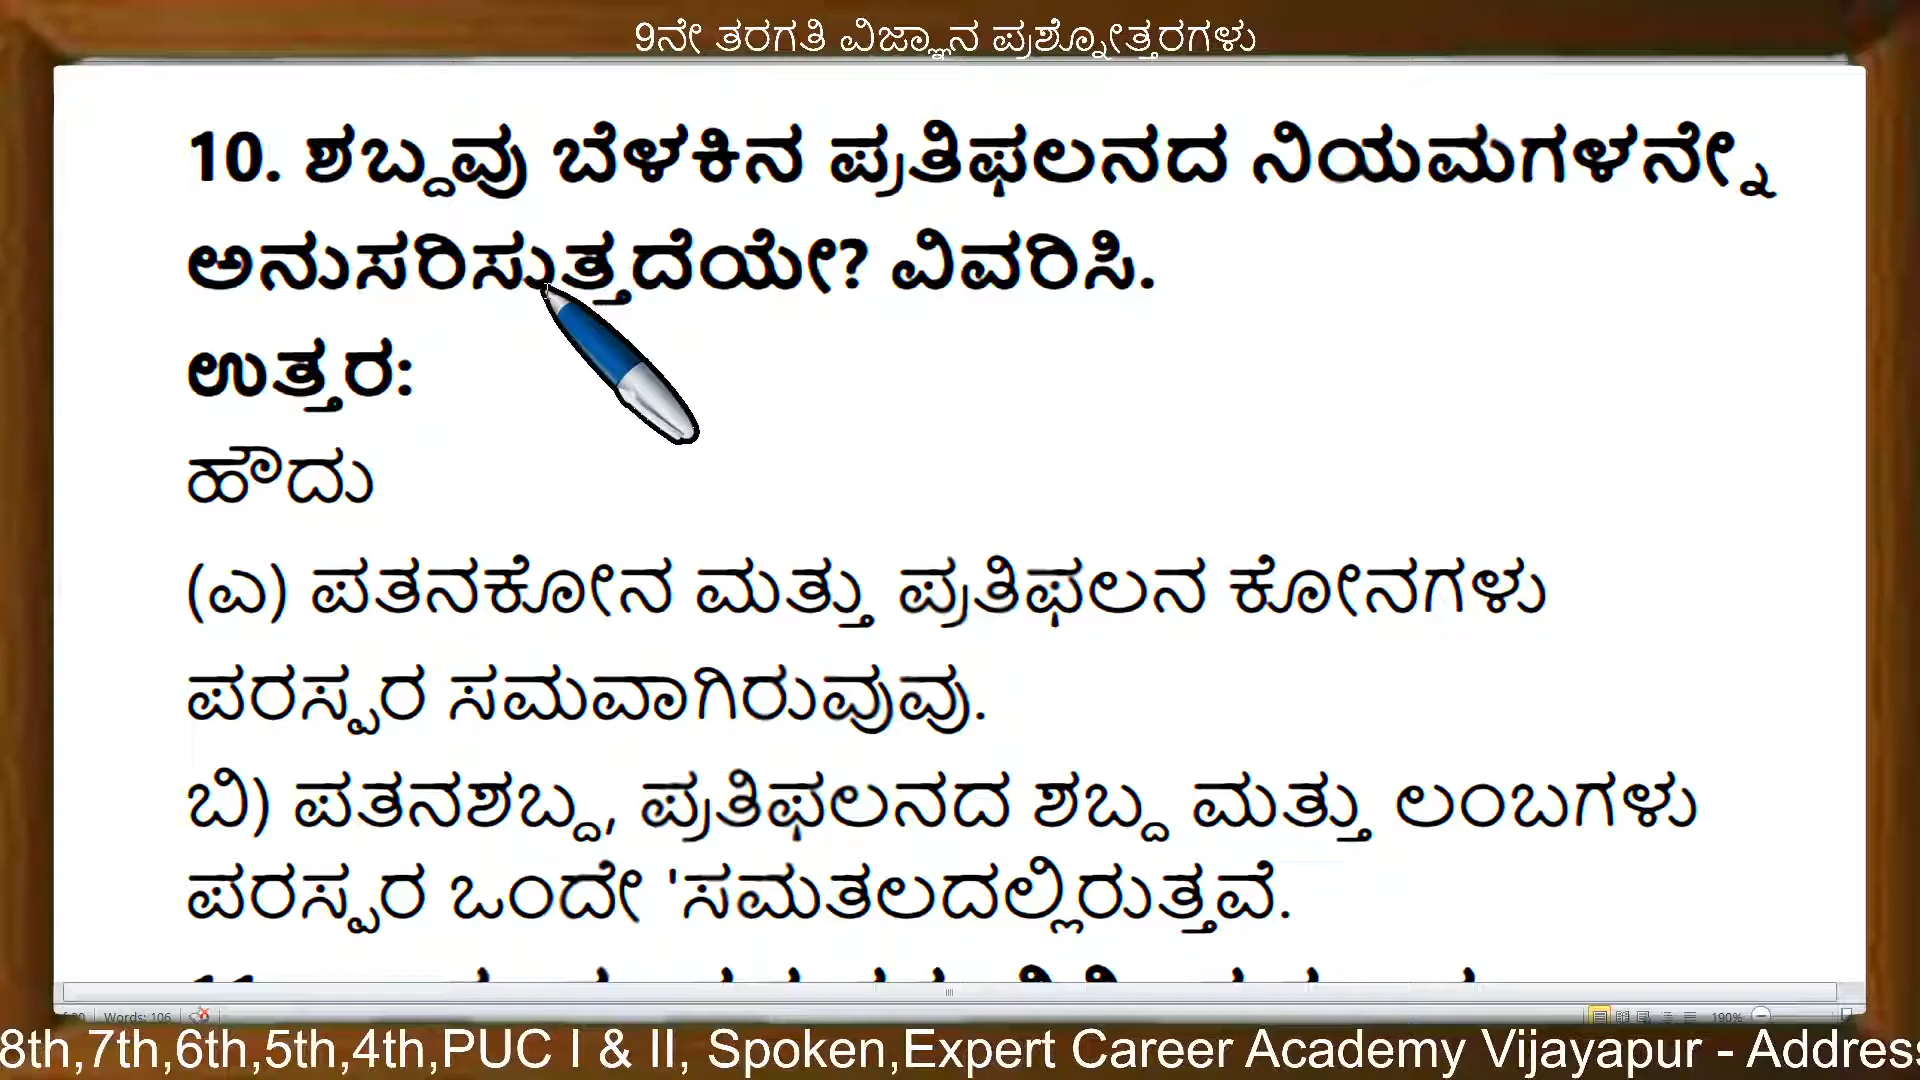 9ನೇ ತರಗತಿ ವಿಜ್ಞಾನ ಪ್ರಶ್ನೋತ್ತರಗಳು
10. ಶಬ್ದವು ಬೆಳಕಿನ ಪ್ರತಿಫಲನದ ನಿಯಮಗಳನ್ನೇ
ಅನುಸರಿಸುತ್ತದೆಯೇ? ವಿವರಿಸಿ.
ಉತ್ತರ:
ಹೌದು
(ಎ) ಪತನಕೋನ ಮತ್ತು ಪ್ರತಿಫಲನ ಕೋನಗಳು
ಪರಸ್ಪರ ಸಮವಾಗಿರುವುವು.
ಬಿ) ಪತನಶಬ್ದ, ಪ್ರತಿಫಲನದ ಶಬ್ದ ಮತ್ತು ಲಂಬಗಳು
ಪರಸ್ಪರ ಒಂದೇ 'ಸಮತಲದಲ್ಲಿರುತ್ತವೆ.
Words: 106
190%
8th,7th,6th,5th,4th,PUC I & II, Spoken,Expert Career Academy Vijayapur - Address